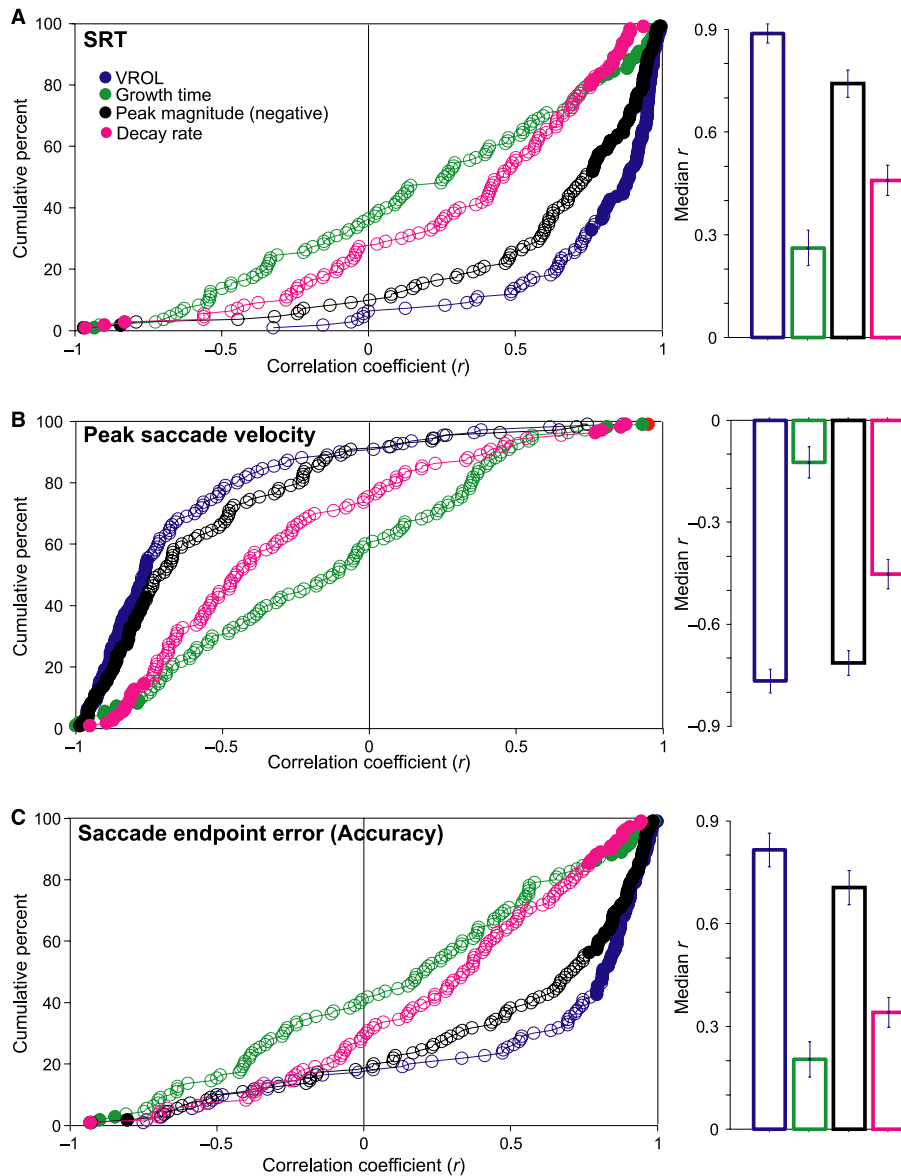 A
SRT
VROL
Growth time
Peak magnitude (negative)
Decay rate
Cumulative percent
100
80
60
40
20
0
−1
−0.5
0
0.5
1
Correlation coefficient (r)
Median r
0.9
0.6
0.3
0
B
Peak saccade velocity
Cumulative percent
100
80
60
40
20
0
−1
−0.5
0
0.5
1
Correlation coefficient (r)
Median r
0
−0.3
−0.6
−0.9
C
Saccade endpoint error (Accuracy)
Cumulative percent
100
80
60
40
20
0
−1
−0.5
0
0.5
1
Correlation coefficient (r)
Median r
0.9
0.6
0.3
0